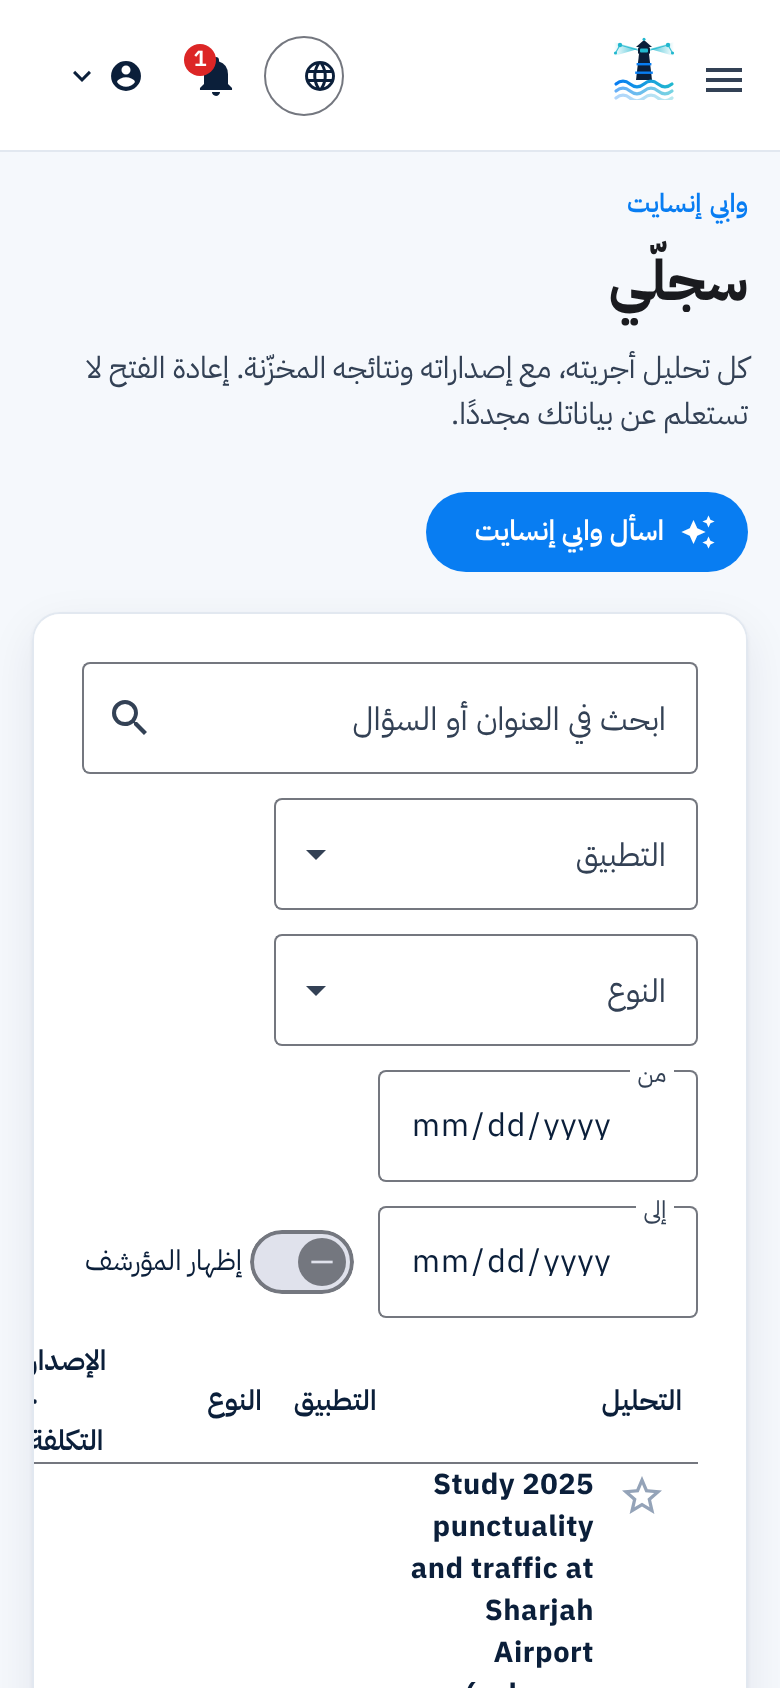 1
وابي إنسايت
سجلّي
كل تحليل أجريته، مع إصداراته ونتائجه المخزّنة. إعادة الفتح لا
تستعلم عن بياناتك مجددًا.
اسأل وابي إنسايت
ابحث في العنوان أو السؤال
التطبيق
النوع
من
mm/dd/yyyy
إلى
mm/dd/yyyy
إظهار المؤرشف
التحليل
التطبيق
النوع
التكلفة
Study 2025
punctuality
and traffic at
Sharjah
Airport